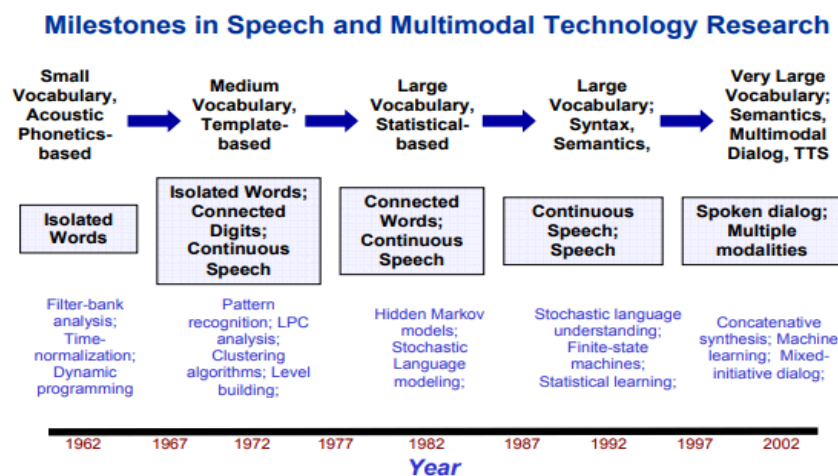 Milestones in Speech and Multimodal Technology Research
Small
Vocabulary,
Acoustic
Phonetics-
based
Medium
Vocabulary,
Template-
based
Large
Vocabulary,
Statistical-
based
Large
Vocabulary;
Syntax,
Semantics,
Very Large
Vocabulary;
Semantics,
Multimodal
Dialog, TTS
Isolated
Words
Isolated Words;
Connected
Digits;
Continuous
Speech
Connected
Words;
Continuous
Speech
Continuous
Speech;
Speech
Spoken dialog;
Multiple
modalities
Filter-bank
analysis;
Time-
normalization;
Dynamic
programming
Pattern
recognition; LPC
analysis;
Clustering
algorithms; Level
building;
Hidden Markov
models;
Stochastic
Language
modeling;
Stochastic language
understanding;
Finite-state
machines;
Statistical learning;
Concatenative
synthesis; Machine
learning; Mixed-
initiative dialog;
1962 1967 1972 1977 1982 1987 1992 1997 2002
Year